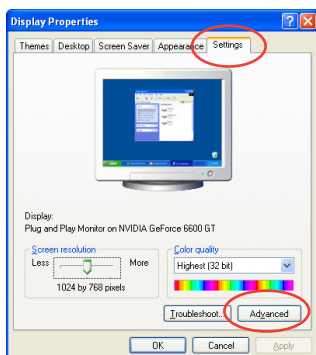 Display Properties
Themes Desktop Screen Saver Appearance Settings
Display:
Plug and Play Monitor on NVIDIA GeForce 6600 GT
Screen resolution
Less More
1024 by 768 pixels
Color quality
Highest (32 bit)
Troubleshoot... Advanced
OK Cancel Apply